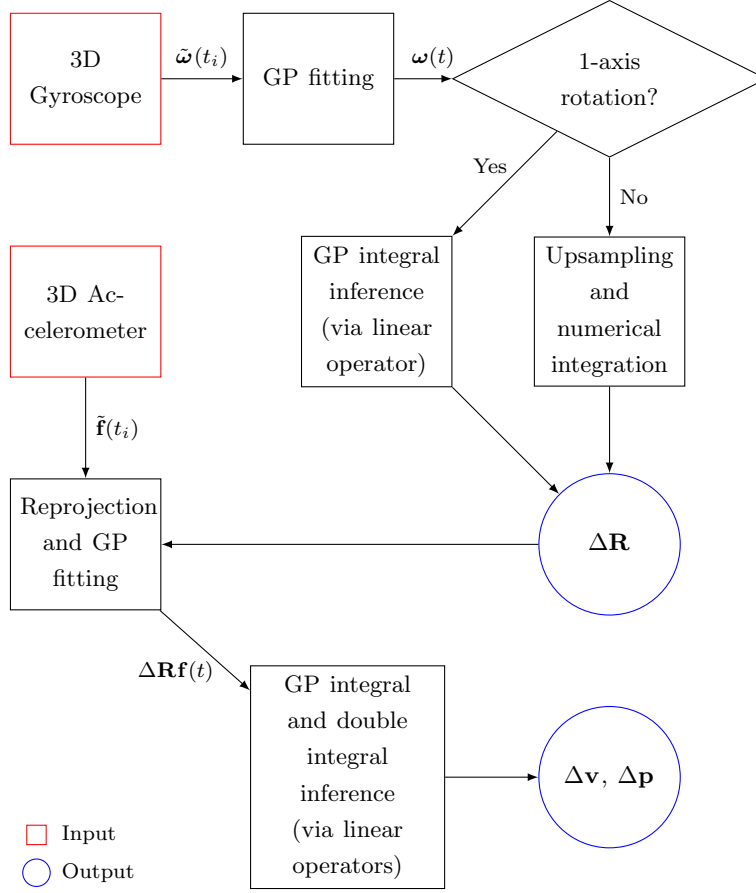 3D
Gyroscope
ω̃(tᵢ)
GP fitting
ω(t)
1-axis
rotation?
Yes
No
GP integral
inference
(via linear
operator)
Upsampling
and
numerical
integration
3D Ac-
celerometer
f̃(tᵢ)
Reprojection
and GP
fitting
ΔR
ΔRf(t)
GP integral
and double
integral
inference
(via linear
operators)
Δv, Δp
Input
Output